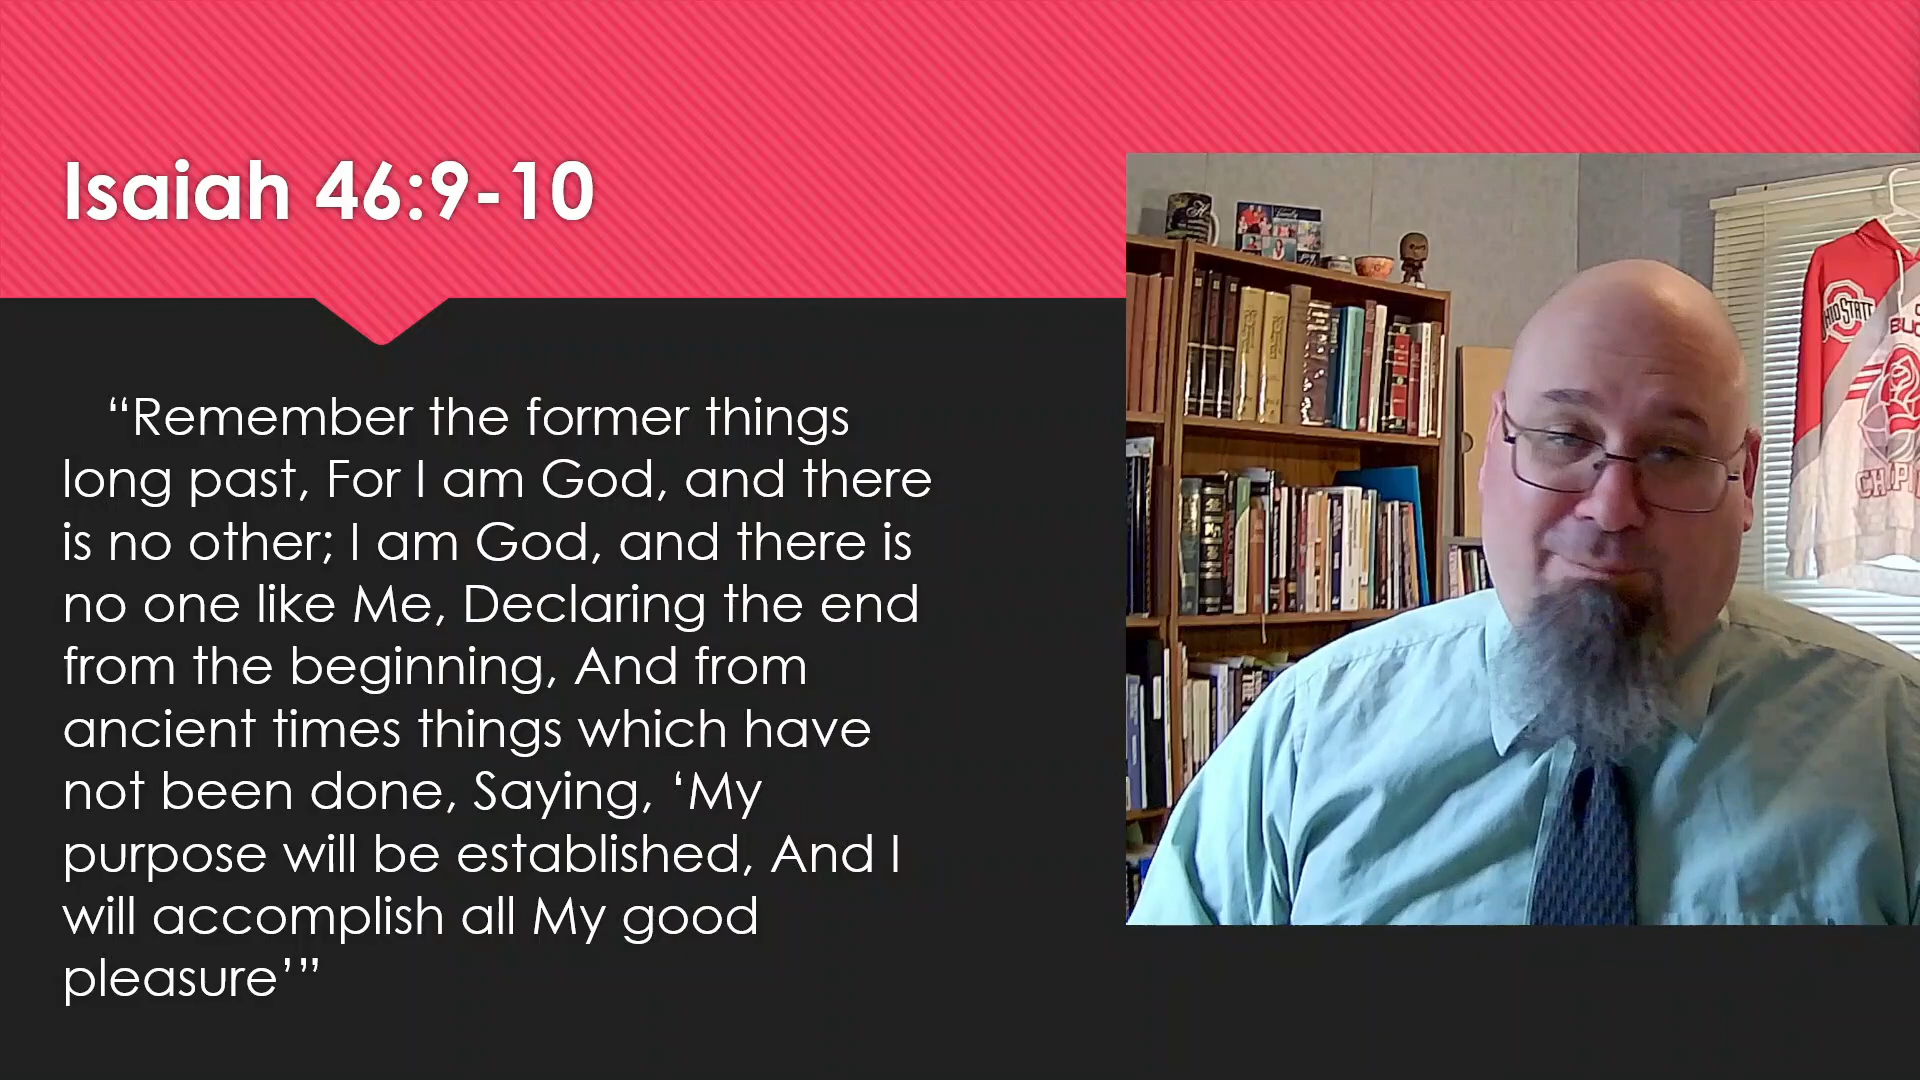 Isaiah 46:9-10
“Remember the former things
long past, For I am God, and there
is no other; I am God, and there is
no one like Me, Declaring the end
from the beginning, And from
ancient times things which have
not been done, Saying, ‘My
purpose will be established, And I
will accomplish all My good
pleasure’”
OHIO STATE